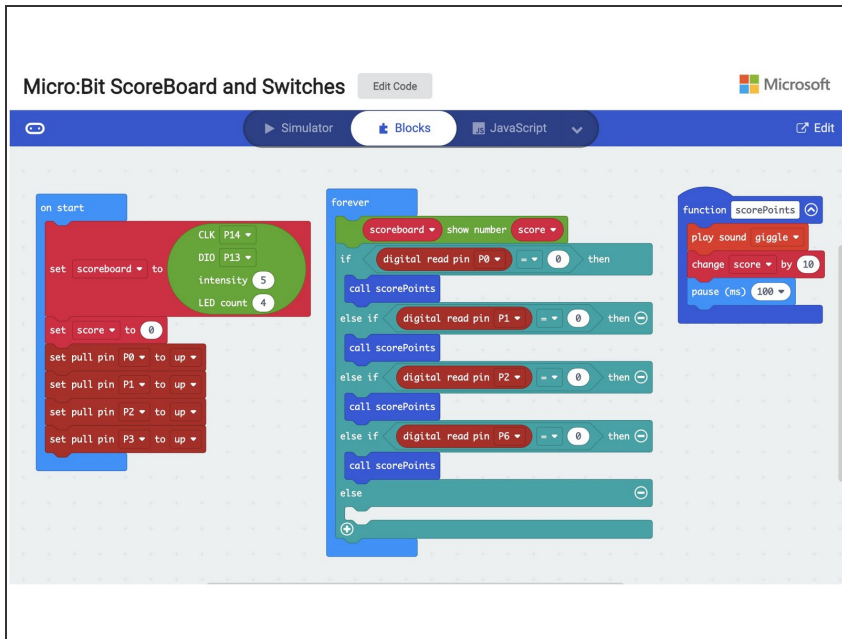 Micro:Bit ScoreBoard and Switches
Edit Code
Microsoft
Simulator
Blocks
JS JavaScript
Edit
on start
set scoreboard to
CLK P14
DIO P13
intensity 5
LED count 4
set score to 0
set pull pin P0 to up
set pull pin P1 to up
set pull pin P2 to up
set pull pin P3 to up
forever
scoreboard show number score
if digital read pin P0 = 0 then
call scorePoints
else if digital read pin P1 = 0 then
call scorePoints
else if digital read pin P2 = 0 then
call scorePoints
else if digital read pin P6 = 0 then
call scorePoints
else
function scorePoints
play sound giggle
change score by 10
pause (ms) 100